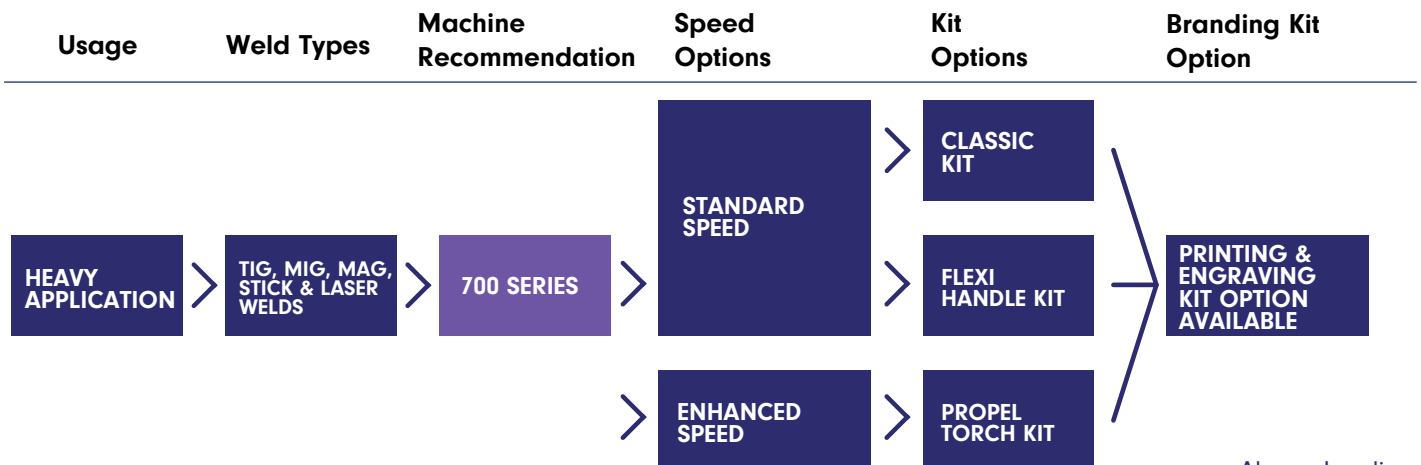 Usage
Weld Types
Machine
Recommendation
Speed
Options
Kit
Options
Branding Kit
Option
HEAVY
APPLICATION
TIG, MIG, MAG,
STICK & LASER
WELDS
700 SERIES
STANDARD
SPEED
CLASSIC
KIT
FLEXI
HANDLE KIT
PRINTING &
ENGRAVING
KIT OPTION
AVAILABLE
ENHANCED
SPEED
PROPEL
TORCH KIT